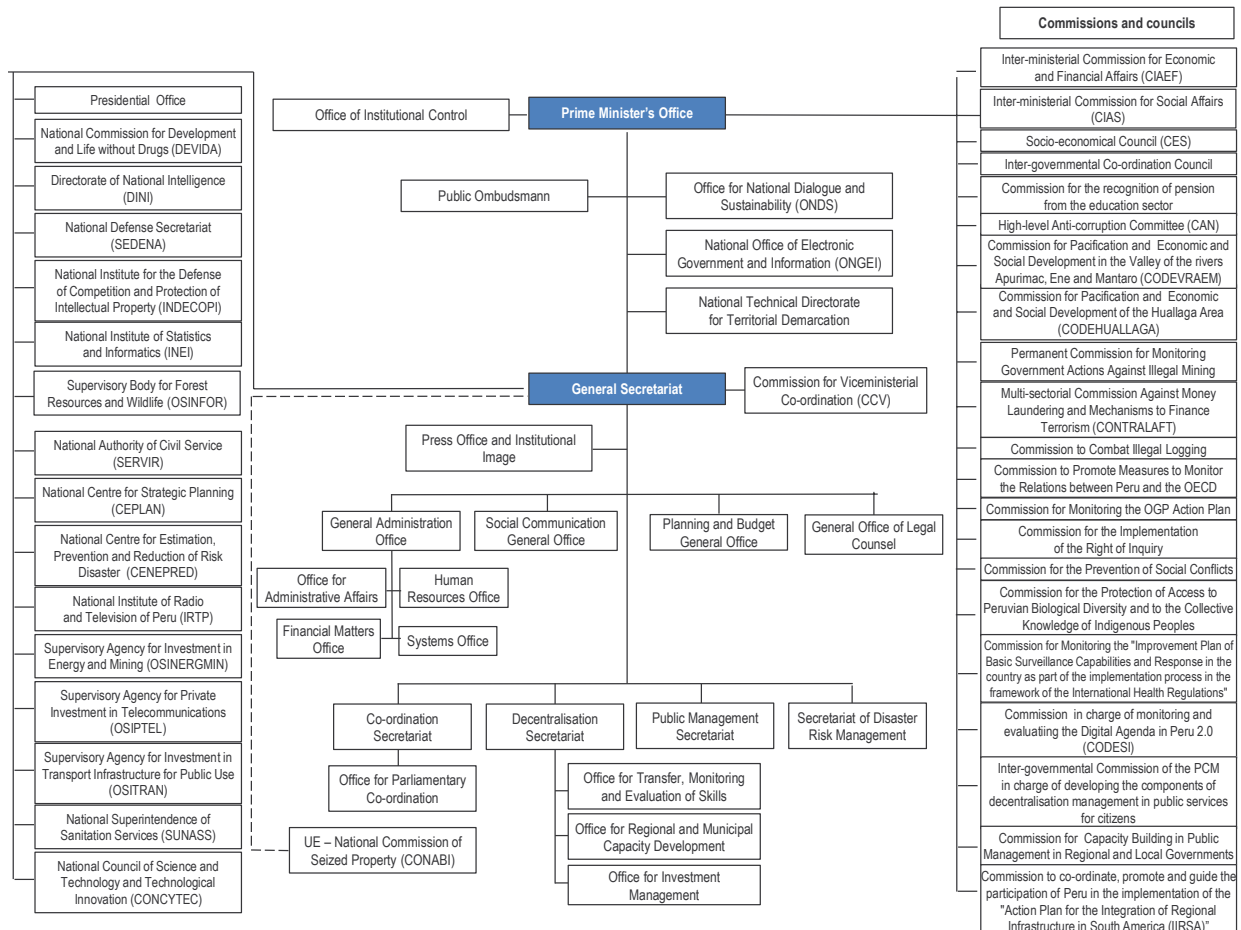 Commissions and councils
Presidential Office
National Commission for Development
and Life without Drugs (DEVIDA)
Directorate of National Intelligence
(DINI)
National Defense Secretariat
(SEDENA)
National Institute for the Defense
of Competition and Protection of
Intellectual Property (INDECOPI)
National Institute of Statistics
and Informatics (INEI)
Supervisory Body for Forest
Resources and Wildlife (OSINFOR)
National Authority of Civil Service
(SERVIR)
National Centre for Strategic Planning
(CEPLAN)
National Centre for Estimation,
Prevention and Reduction of Risk
Disaster (CENEPRED)
National Institute of Radio
and Television of Peru (IRTP)
Supervisory Agency for Investment in
Energy and Mining (OSINERGMIN)
Supervisory Agency for Private
Investment in Telecommunications
(OSIPTEL)
Supervisory Agency for Investment in
Transport Infrastructure for Public Use
(OSITRAN)
National Superintendence of
Sanitation Services (SUNASS)
National Council of Science and
Technology and Technological
Innovation (CONCYTEC)
Office of Institutional Control
Prime Minister's Office
Public Ombudsmann
Office for National Dialogue and
Sustainability (ONDS)
National Office of Electronic
Government and Information (ONGEI)
National Technical Directorate
for Territorial Demarcation
General Secretariat
Commission for Viceministerial
Co-ordination (CCV)
Press Office and Institutional
Image
General Administration
Office
Social Communication
General Office
Planning and Budget
General Office
General Office of Legal
Counsel
Office for
Administrative Affairs
Human
Resources Office
Financial Matters
Office
Systems Office
Co-ordination
Secretariat
Decentralisation
Secretariat
Public Management
Secretariat
Secretariat of Disaster
Risk Management
Office for Parliamentary
Co-ordination
Office for Transfer, Monitoring
and Evaluation of Skills
Office for Regional and Municipal
Capacity Development
Office for Investment
Management
UE – National Commission of
Seized Property (CONABI)
Inter-ministerial Commission for Economic
and Financial Affairs (CIAEF)
Inter-ministerial Commission for Social Affairs
(CIAS)
Socio-economical Council (CES)
Inter-governmental Co-ordination Council
Commission for the recognition of pension
from the education sector
High-level Anti-corruption Committee (CAN)
Commission for Pacification and Economic and
Social Development in the Valley of the rivers
Apurimac, Ene and Mantaro (CODEVRAEM)
Commission for Pacification and Economic
and Social Development of the Huallaga Area
(CODEHUALLAGA)
Permanent Commission for Monitoring
Government Actions Against Illegal Mining
Multi-sectorial Commission Against Money
Laundering and Mechanisms to Finance
Terrorism (CONTRALAFT)
Commission to Combat Illegal Logging
Commission to Promote Measures to Monitor
the Relations between Peru and the OECD
Commission for Monitoring the OGP Action Plan
Commission for the Implementation
of the Right of Inquiry
Commission for the Prevention of Social Conflicts
Commission for the Protection of Access to
Peruvian Biological Diversity and to the Collective
Knowledge of Indigenous Peoples
Commission for Monitoring the "Improvement Plan of
Basic Surveillance Capabilities and Response in the
country as part of the implementation process in the
framework of the International Health Regulations"
Commission in charge of monitoring and
evaluatiing the Digital Agenda in Peru 2.0
(CODESI)
Inter-governmental Commission of the PCM
in charge of developing the components of
decentralisation management in public services
for citizens
Commission for Capacity Building in Public
Management in Regional and Local Governments
Commission to co-ordinate, promote and guide the
participation of Peru in the implementation of the
"Action Plan for the Integration of Regional
Infrastructure in South America (IIRSA)"